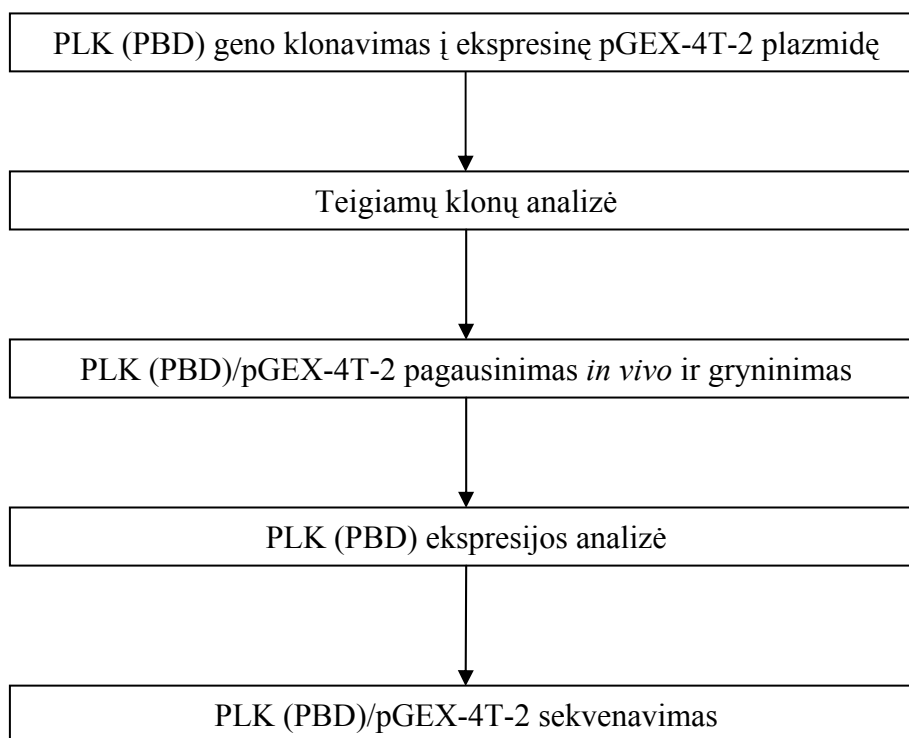 PLK (PBD) geno klonavimas į ekspresinę pGEX-4T-2 plazmidę
Teigiamų klonų analizė
PLK (PBD)/pGEX-4T-2 pagausinimas in vivo ir gryninimas
PLK (PBD) ekspresijos analizė
PLK (PBD)/pGEX-4T-2 sekvenavimas